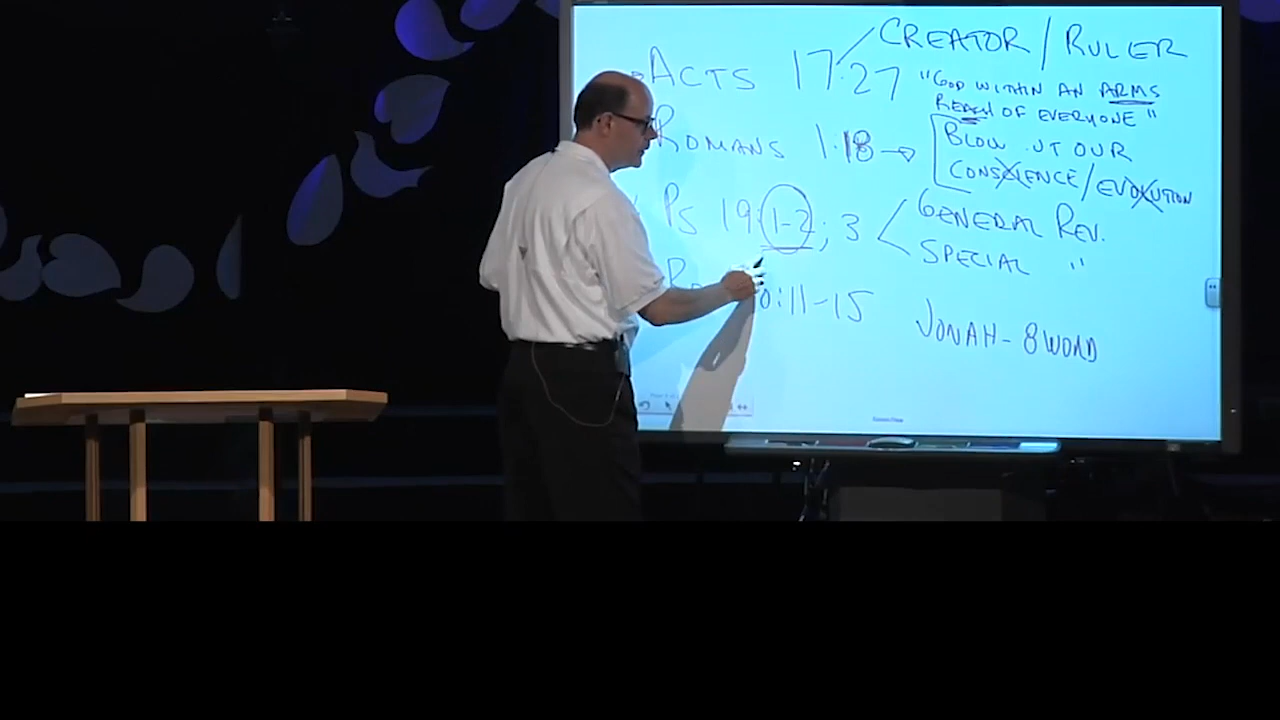 CREATOR / RULER
ACTS 17:27
"GOD WITHIN AN ARMS
REACH OF EVERYONE"
ROMANS 1:18 →
BLOW OUT OUR
CONSCIENCE / EVOLUTION
PS 19:1-2; 3
GENERAL REV.
SPECIAL "
0:11-15
JONAH - 8 WORD